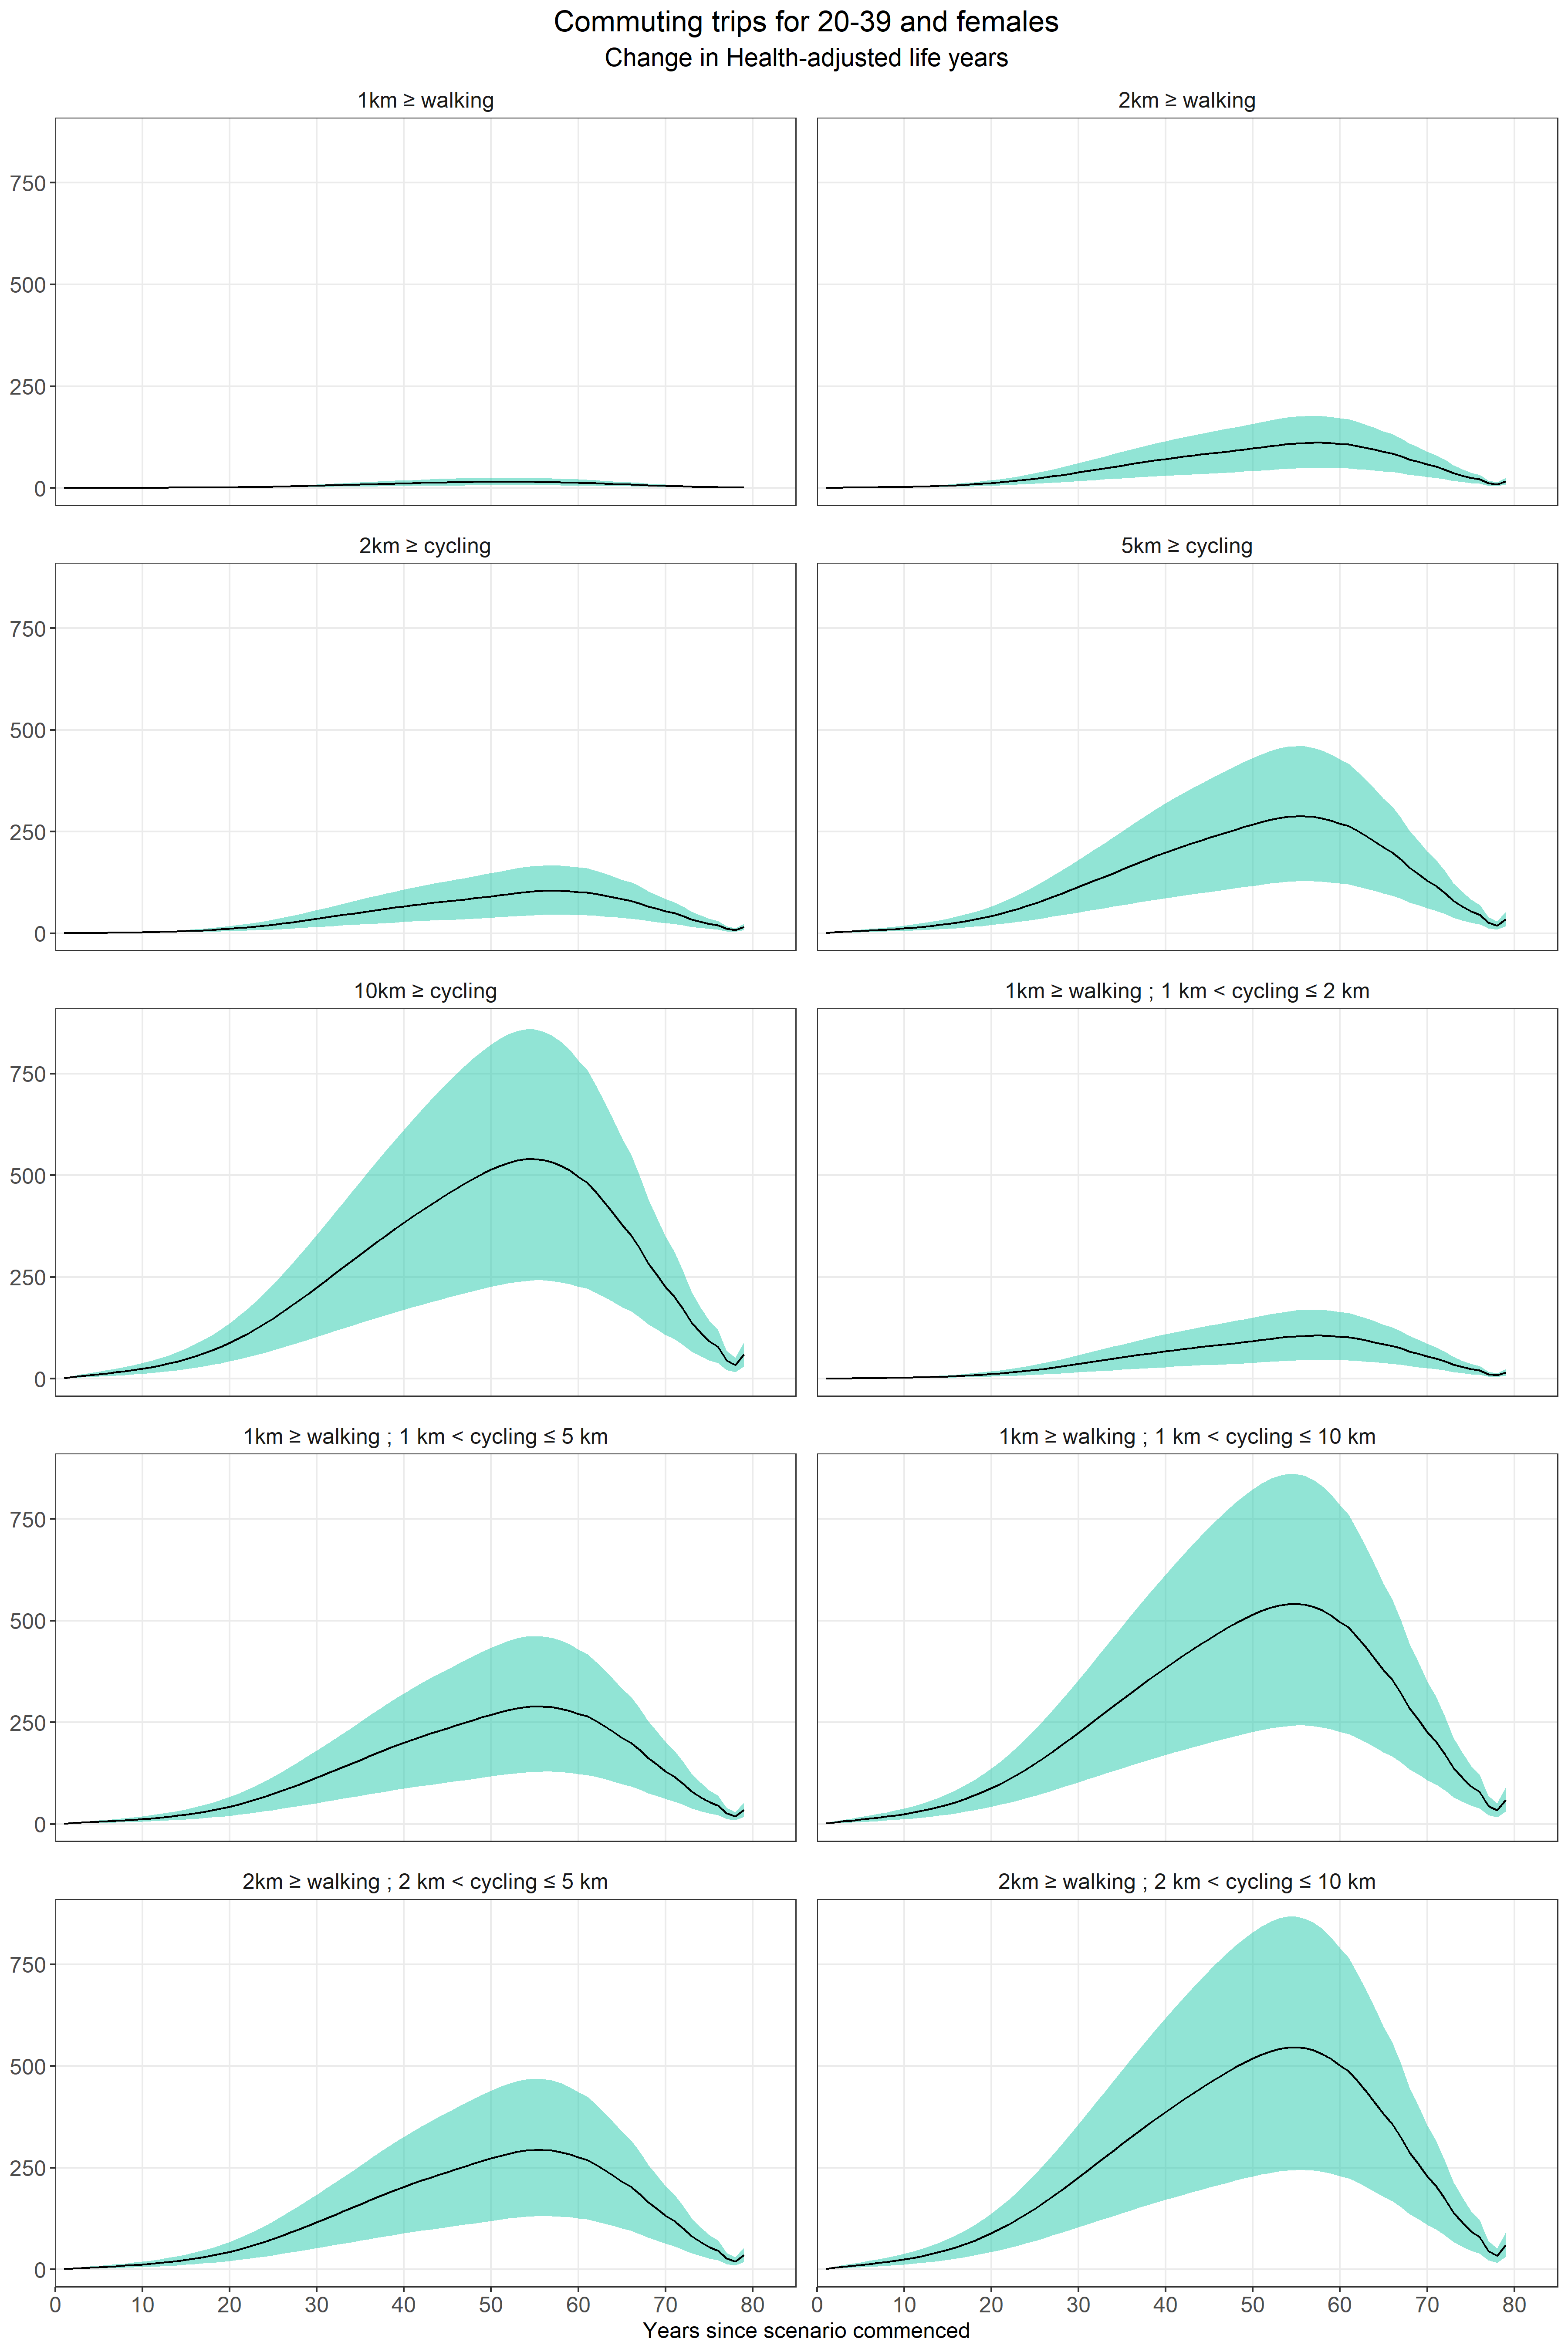 Commuting trips for 20-39 and females
Change in Health-adjusted life years
1km ≥ walking
2km ≥ walking
750
500
250
0
2km ≥ cycling
5km ≥ cycling
750
500
250
0
10km ≥ cycling
1km ≥ walking ; 1 km < cycling ≤ 2 km
750
500
250
0
1km ≥ walking ; 1 km < cycling ≤ 5 km
1km ≥ walking ; 1 km < cycling ≤ 10 km
750
500
250
0
2km ≥ walking ; 2 km < cycling ≤ 5 km
2km ≥ walking ; 2 km < cycling ≤ 10 km
750
500
250
0
0 10 20 30 40 50 60 70 80
0 10 20 30 40 50 60 70 80
Years since scenario commenced